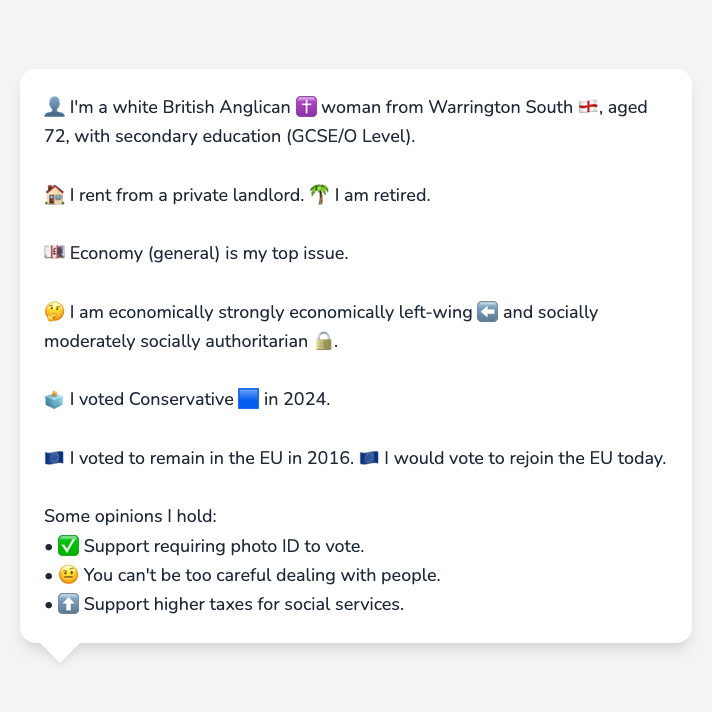 👤 I'm a white British Anglican ✝️ woman from Warrington South 🏴󠁧󠁢󠁥󠁮󠁧󠁿, aged
72, with secondary education (GCSE/O Level).
🏠 I rent from a private landlord. 🌴 I am retired.
💷 Economy (general) is my top issue.
🤔 I am economically strongly economically left-wing ⬅️ and socially
moderately socially authoritarian 🔒.
🗳️ I voted Conservative 🟦 in 2024.
🇪🇺 I voted to remain in the EU in 2016. 🇪🇺 I would vote to rejoin the EU today.
Some opinions I hold:
• ✅ Support requiring photo ID to vote.
• 🤨 You can't be too careful dealing with people.
• ⬆️ Support higher taxes for social services.